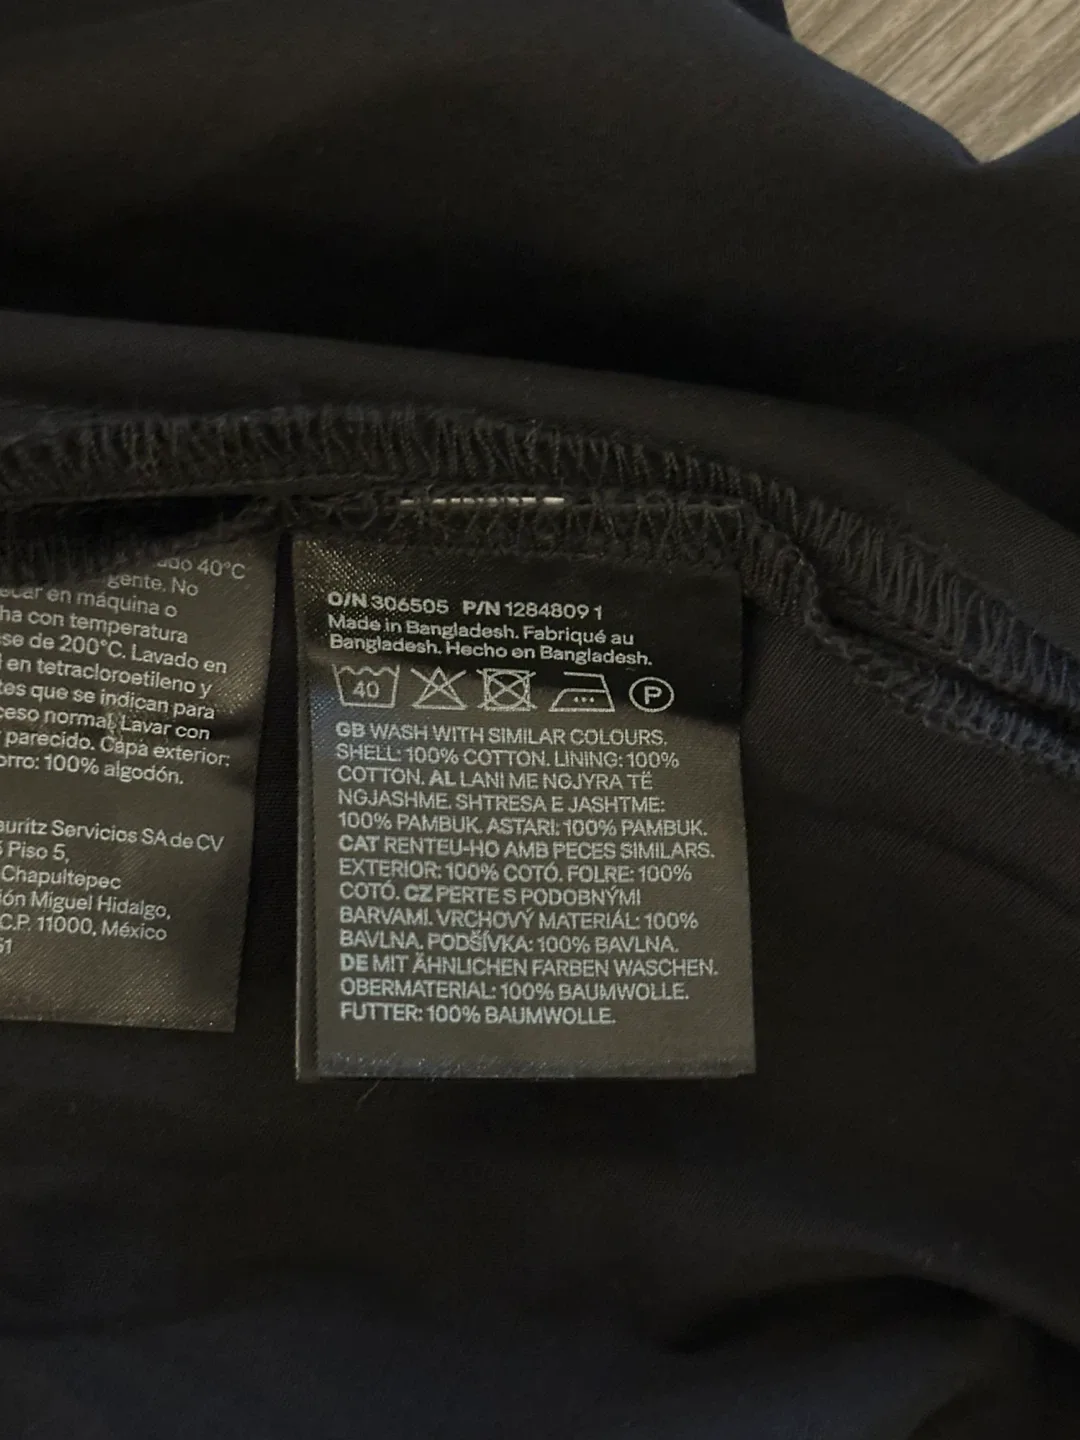 40°C
gente. No
en máquina o
con temperatura
de 200°C. Lavado en
en tetracloroetileno y
que se indican para
normal. Lavar con
parecido. Capa exterior:
100% algodón.
Servicios SA de CV
Piso 5,
Chapultepec
Miguel Hidalgo,
C.P. 11000, México
O/N 306505 P/N 1284809 1
Made in Bangladesh. Fabriqué au
Bangladesh. Hecho en Bangladesh.
40 P
GB WASH WITH SIMILAR COLOURS.
SHELL: 100% COTTON. LINING: 100%
COTTON. AL LANI ME NGJYRA TË
NGJASHME. SHTRESA E JASHTME:
100% PAMBUK. ASTARI: 100% PAMBUK.
CAT RENTEU-HO AMB PECES SIMILARS.
EXTERIOR: 100% COTÓ. FOLRE: 100%
COTÓ. CZ PERTE S PODOBNÝMI
BARVAMI. VRCHOVÝ MATERIÁL: 100%
BAVLNA. PODŠÍVKA: 100% BAVLNA.
DE MIT ÄHNLICHEN FARBEN WASCHEN.
OBERMATERIAL: 100% BAUMWOLLE.
FUTTER: 100% BAUMWOLLE.